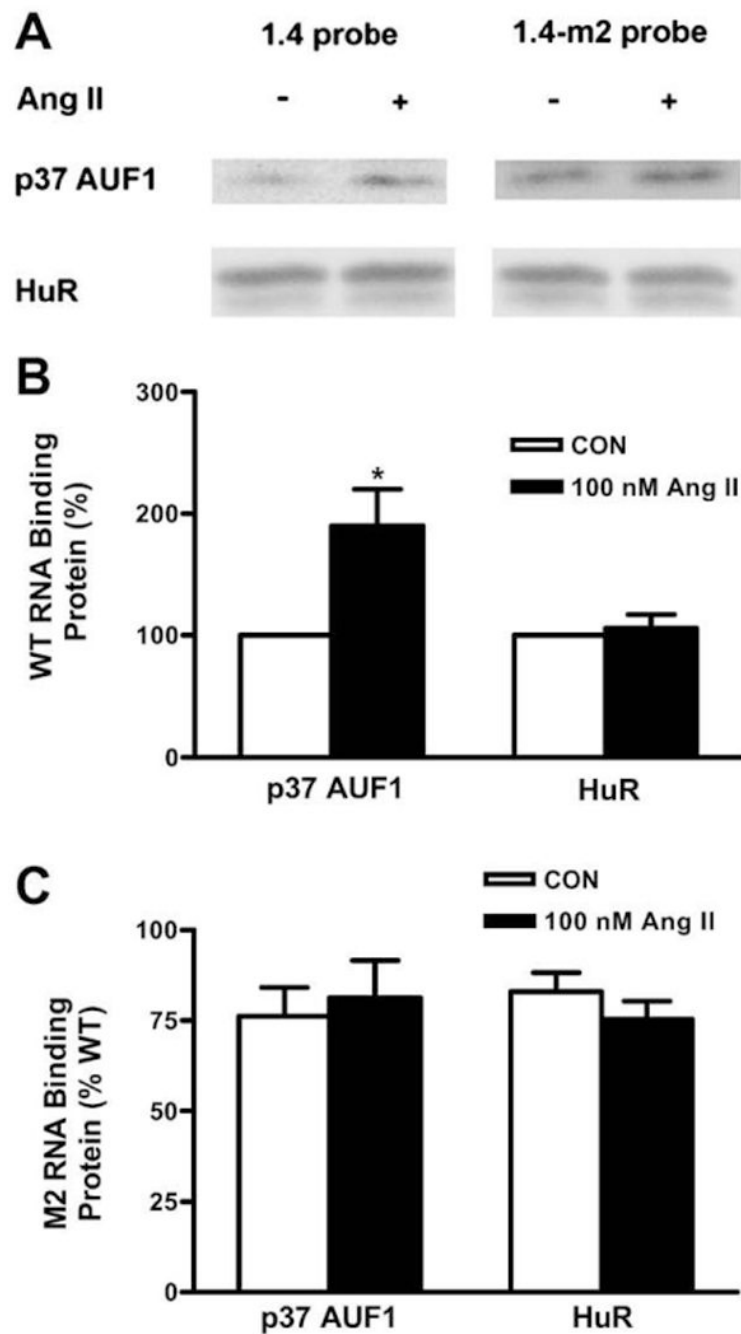 A
1.4 probe 1.4-m2 probe
Ang II - + - +
p37 AUF1
HuR
B
WT RNA Binding
Protein (%)
300
200
100
0
*
CON
100 nM Ang II
p37 AUF1 HuR
C
M2 RNA Binding
Protein (% WT)
100
75
50
25
0
CON
100 nM Ang II
p37 AUF1 HuR